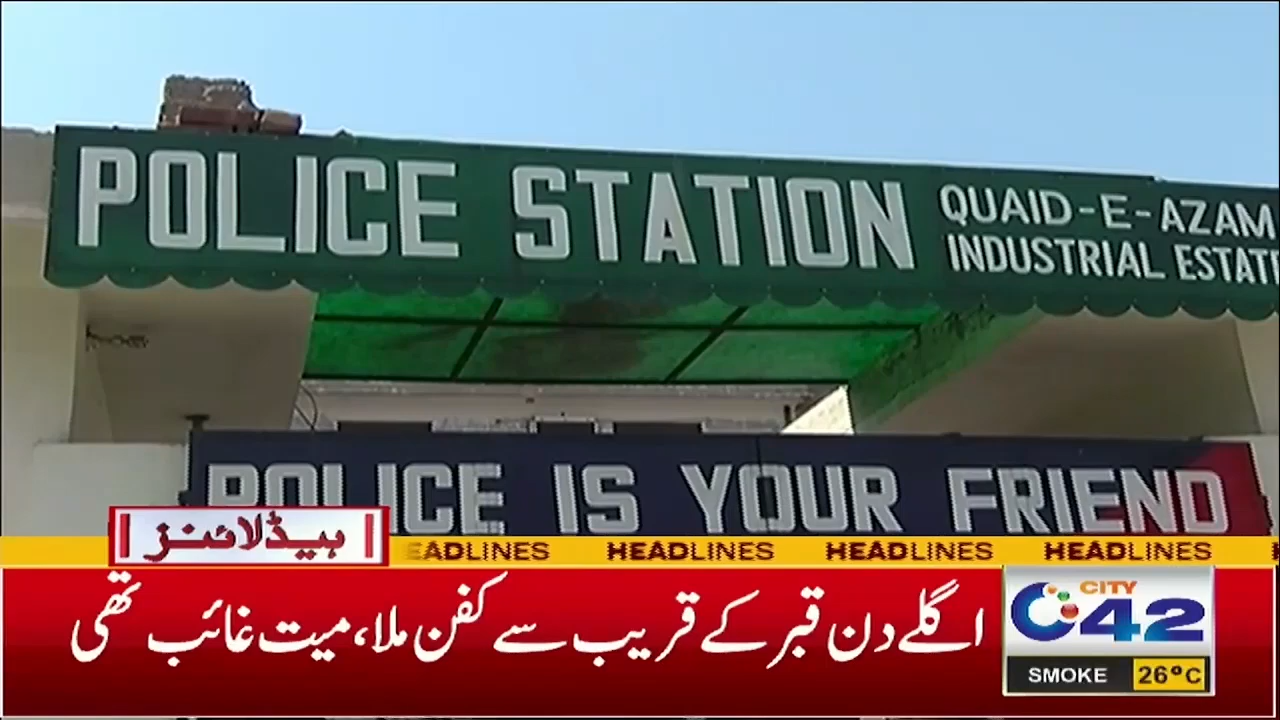 POLICE STATION QUAID-E-AZAM
INDUSTRIAL ESTATE
POLICE IS YOUR FRIEND
ہیڈلائنز
EADLINES HEADLINES HEADLINES HEADLINES
اگلے دن قبر کے قریب سے کفن ملا، میت غائب تھی
CITY
42
SMOKE 26°C